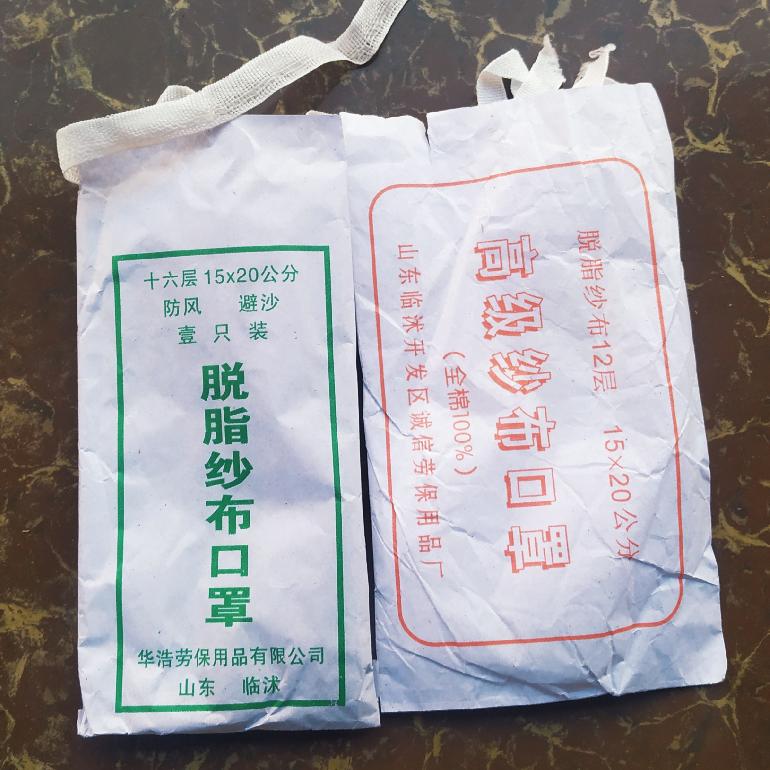 十六层 15x20公分
防风 避沙
壹只装
脱脂纱布口罩
华浩劳保用品有限公司
山东 临沭
脱脂纱布12层 15×20公分
高级纱布口罩
(全棉100%)
山东临沭开发区诚信劳保用品厂